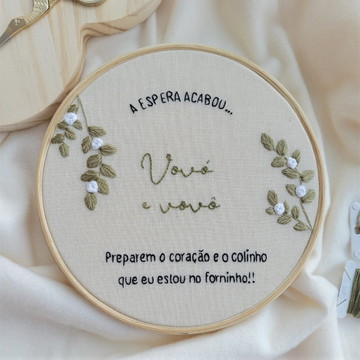 A ESPERA ACABOU...
Vovó
e vovô
Preparem o coração e o colinho
que eu estou no forninho!!